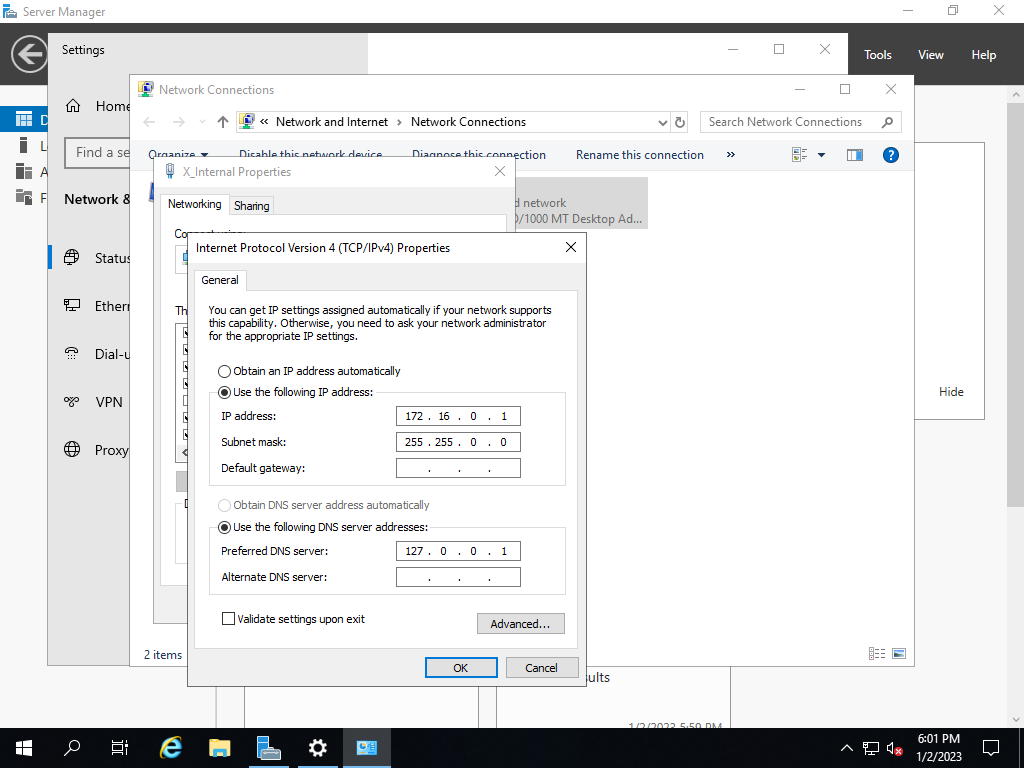 Server Manager
Settings
Tools View Help
Network Connections
Home
Network and Internet > Network Connections
Search Network Connections
Find a se
Organize Disable this network device Diagnose this connection Rename this connection »
X_Internal Properties
d network
/1000 MT Desktop Ad...
Network &
Networking
Sharing
Internet Protocol Version 4 (TCP/IPv4) Properties
Status
General
You can get IP settings assigned automatically if your network supports
this capability. Otherwise, you need to ask your network administrator
for the appropriate IP settings.
Ethern
Th
Dial-u
Obtain an IP address automatically
Use the following IP address:
Hide
VPN
IP address: 172 . 16 . 0 . 1
Subnet mask: 255 . 255 . 0 . 0
Proxy
Default gateway: . . .
Obtain DNS server address automatically
Use the following DNS server addresses:
Preferred DNS server: 127 . 0 . 0 . 1
Alternate DNS server: . . .
Validate settings upon exit
Advanced...
2 items
OK Cancel
ults
1/2/2023 5:59 PM
6:01 PM
1/2/2023